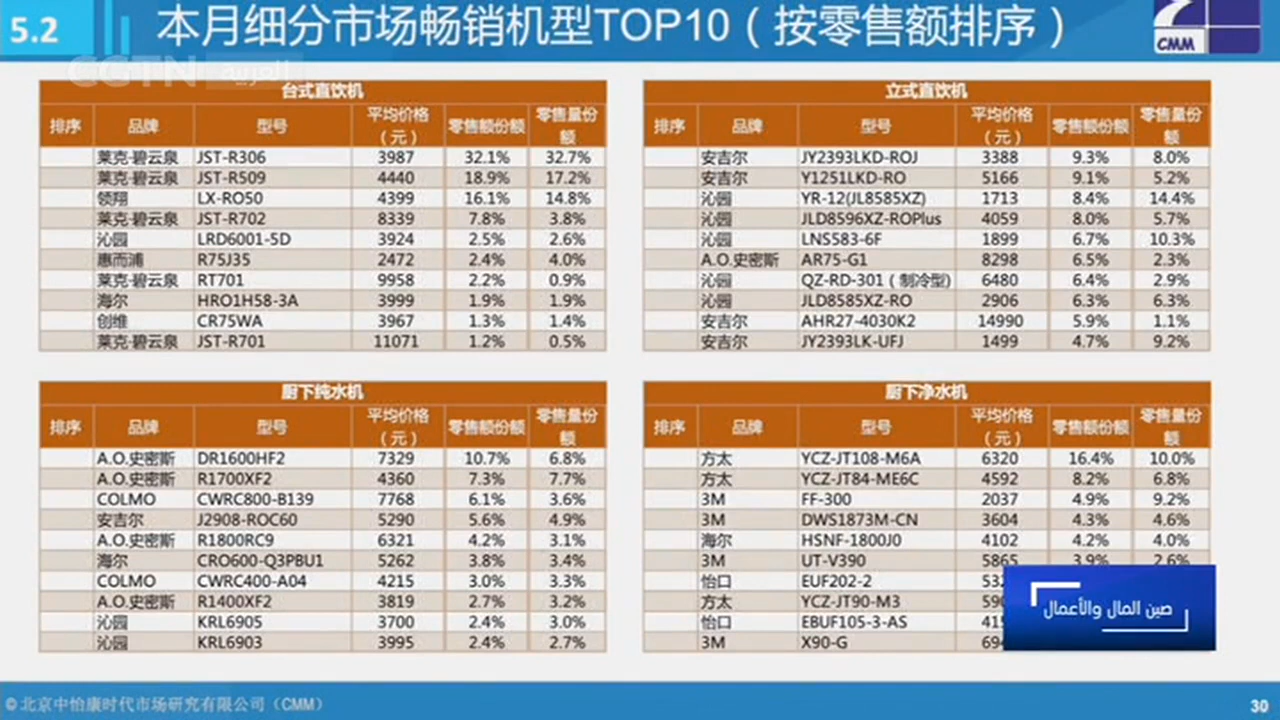 5.2
本月细分市场畅销机型TOP10（按零售额排序）
CMM
CGTN العربية
台式直饮机
排序 品牌 型号 平均价格（元） 零售额份额 零售量份额
莱克·碧云泉 JST-R306 3987 32.1% 32.7%
莱克·碧云泉 JST-R509 4440 18.9% 17.2%
领翔 LX-RO50 4399 16.1% 14.8%
莱克·碧云泉 JST-R702 8339 7.8% 3.8%
沁园 LRD6001-5D 3924 2.5% 2.6%
惠而浦 R75J35 2472 2.4% 4.0%
莱克·碧云泉 RT701 9958 2.2% 0.9%
海尔 HRO1H58-3A 3999 1.9% 1.9%
创维 CR75WA 3967 1.3% 1.4%
莱克·碧云泉 JST-R701 11071 1.2% 0.5%
立式直饮机
排序 品牌 型号 平均价格（元） 零售额份额 零售量份额
安吉尔 JY2393LKD-ROJ 3388 9.3% 8.0%
安吉尔 Y1251LKD-RO 5166 9.1% 5.2%
沁园 YR-12(JL8585XZ) 1713 8.4% 14.4%
沁园 JLD8596XZ-ROPlus 4059 8.0% 5.7%
沁园 LNS583-6F 1899 6.7% 10.3%
A.O.史密斯 AR75-G1 8298 6.5% 2.3%
沁园 QZ-RD-301（制冷型) 6480 6.4% 2.9%
沁园 JLD8585XZ-RO 2906 6.3% 6.3%
安吉尔 AHR27-4030K2 14990 5.9% 1.1%
安吉尔 JY2393LK-UFJ 1499 4.7% 9.2%
厨下纯水机
排序 品牌 型号 平均价格（元） 零售额份额 零售量份额
A.O.史密斯 DR1600HF2 7329 10.7% 6.8%
A.O.史密斯 R1700XF2 4360 7.3% 7.7%
COLMO CWRC800-B139 7768 6.1% 3.6%
安吉尔 J2908-ROC60 5290 5.6% 4.9%
A.O.史密斯 R1800RC9 6321 4.2% 3.1%
海尔 CRO600-Q3PBU1 5262 3.8% 3.4%
COLMO CWRC400-A04 4215 3.0% 3.3%
A.O.史密斯 R1400XF2 3819 2.7% 3.2%
沁园 KRL6905 3700 2.4% 3.0%
沁园 KRL6903 3995 2.4% 2.7%
厨下净水机
排序 品牌 型号 平均价格（元） 零售额份额 零售量份额
方太 YCZ-JT108-M6A 6320 16.4% 10.0%
方太 YCZ-JT84-ME6C 4592 8.2% 6.8%
3M FF-300 2037 4.9% 9.2%
3M DWS1873M-CN 3604 4.3% 4.6%
海尔 HSNF-1800J0 4102 4.2% 4.0%
3M UT-V390 5865 3.9% 2.6%
怡口 EUF202-2
方太 YCZ-JT90-M3
怡口 EBUF105-3-AS
3M X90-G
صين المال والأعمال
©北京中怡康时代市场研究有限公司（CMM）
30